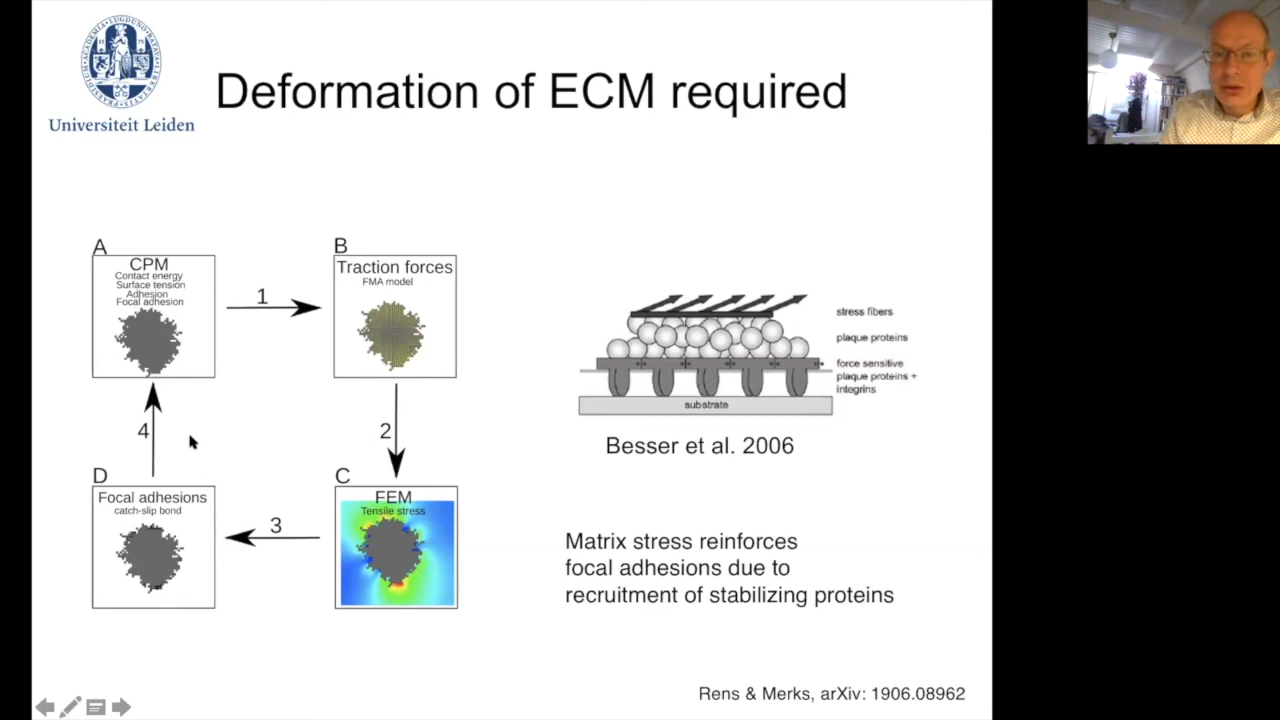 Universiteit Leiden
Deformation of ECM required
A
CPM
Contact energy
Surface tension
Adhesion
Focal adhesion
1
B
Traction forces
FMA model
4
2
D
Focal adhesions
catch-slip bond
3
C
FEM
Tensile stress
stress fibers
plaque proteins
force sensitive
plaque proteins +
integrins
substrate
Besser et al. 2006
Matrix stress reinforces
focal adhesions due to
recruitment of stabilizing proteins
Rens & Merks, arXiv: 1906.08962